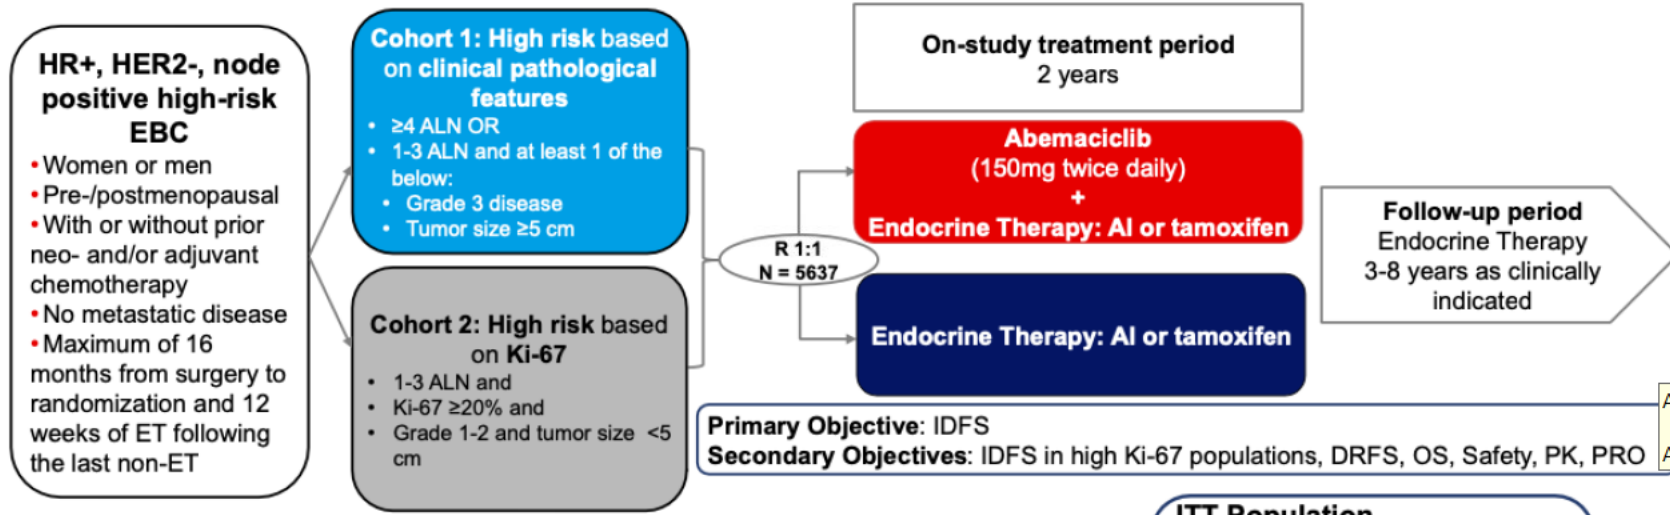 HR+, HER2-, node
positive high-risk
EBC
•Women or men
•Pre-/postmenopausal
•With or without prior
neo- and/or adjuvant
chemotherapy
•No metastatic disease
•Maximum of 16
months from surgery to
randomization and 12
weeks of ET following
the last non-ET
Cohort 1: High risk based
on clinical pathological
features
• ≥4 ALN OR
• 1-3 ALN and at least 1 of the
below:
• Grade 3 disease
• Tumor size ≥5 cm
Cohort 2: High risk based
on Ki-67
• 1-3 ALN and
• Ki-67 ≥20% and
• Grade 1-2 and tumor size <5
cm
R 1:1
N = 5637
On-study treatment period
2 years
Abemaciclib
(150mg twice daily)
+
Endocrine Therapy: AI or tamoxifen
Endocrine Therapy: AI or tamoxifen
Follow-up period
Endocrine Therapy
3-8 years as clinically
indicated
Primary Objective: IDFS
Secondary Objectives: IDFS in high Ki-67 populations, DRFS, OS, Safety, PK, PRO
ITT Population